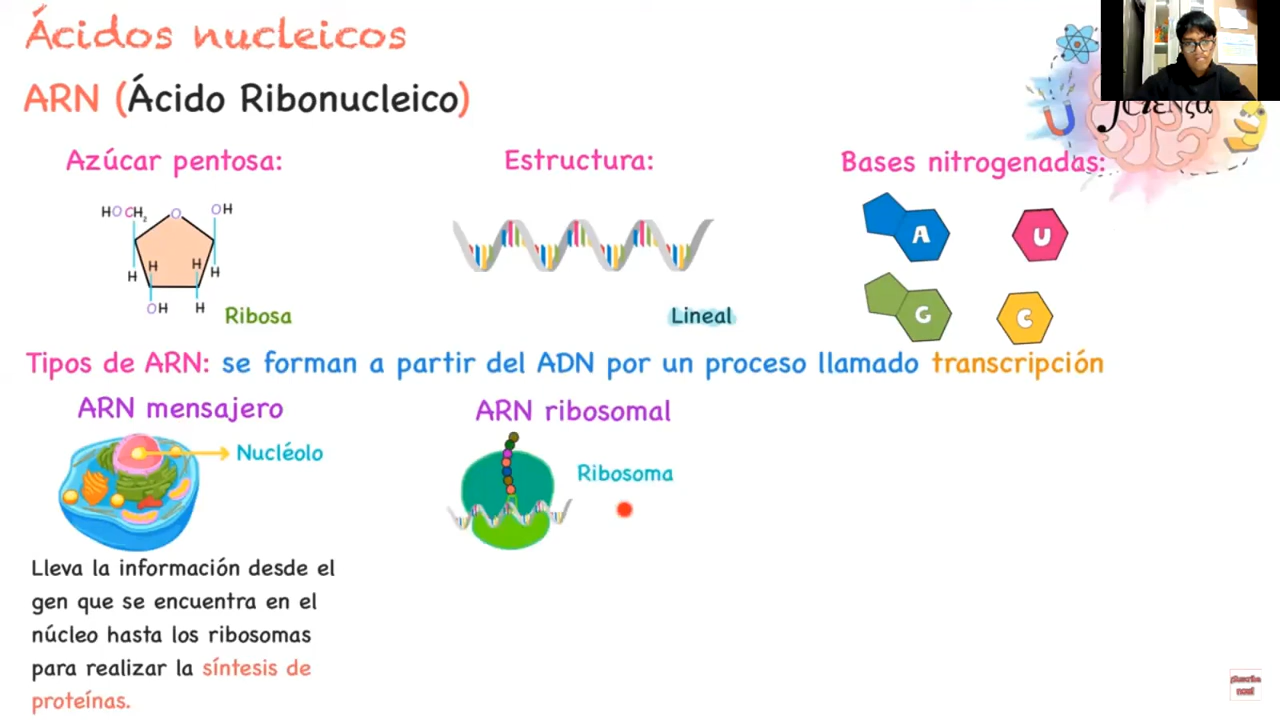 Ácidos nucleicos
ARN (Ácido Ribonucleico)
Azúcar pentosa:
Estructura:
Bases nitrogenadas:
HOCH₂
O
OH
H
H
H
H
OH
H
Ribosa
Lineal
A
U
G
C
Tipos de ARN: se forman a partir del ADN por un proceso llamado transcripción
ARN mensajero
ARN ribosomal
Nucléolo
Ribosoma
Lleva la información desde el
gen que se encuentra en el
núcleo hasta los ribosomas
para realizar la síntesis de
proteínas.